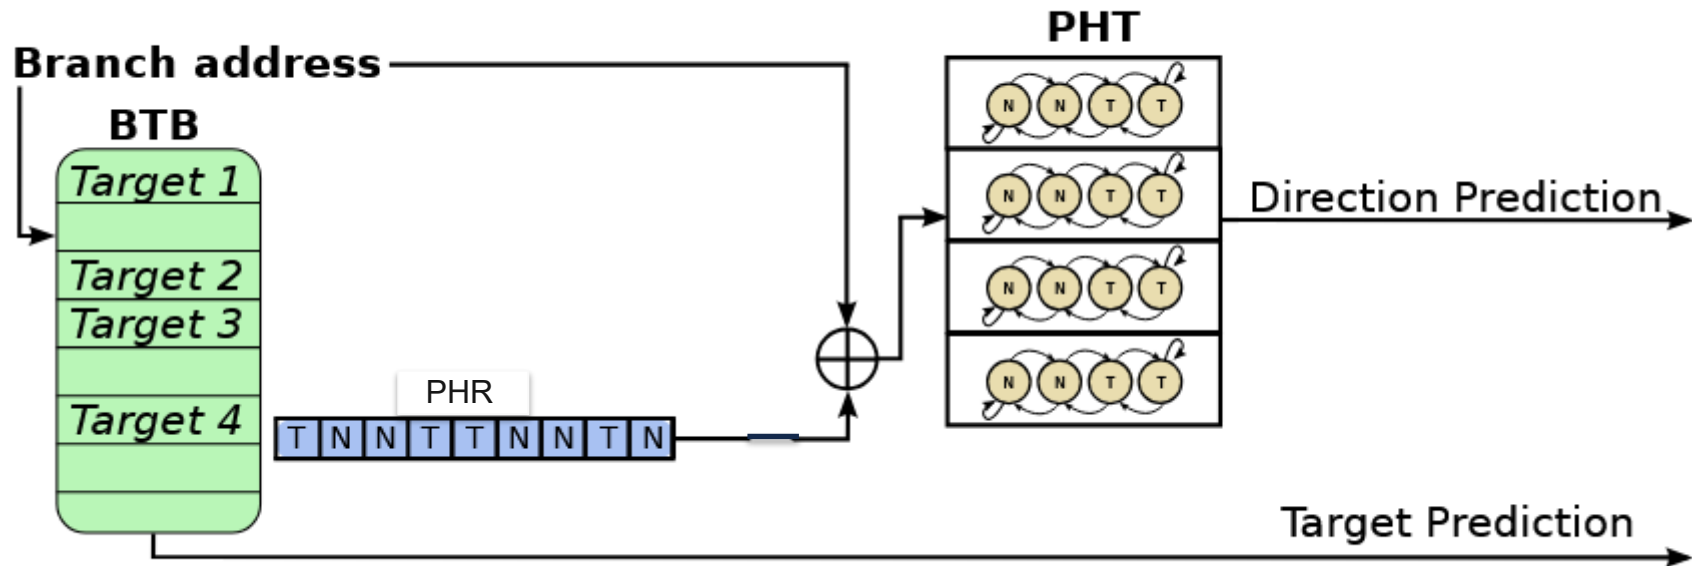 PHT
Branch address
BTB
Target 1
Target 2
Target 3
Target 4
PHR
T N N T T N N T N
N N T T
N N T T
N N T T
N N T T
Direction Prediction
Target Prediction